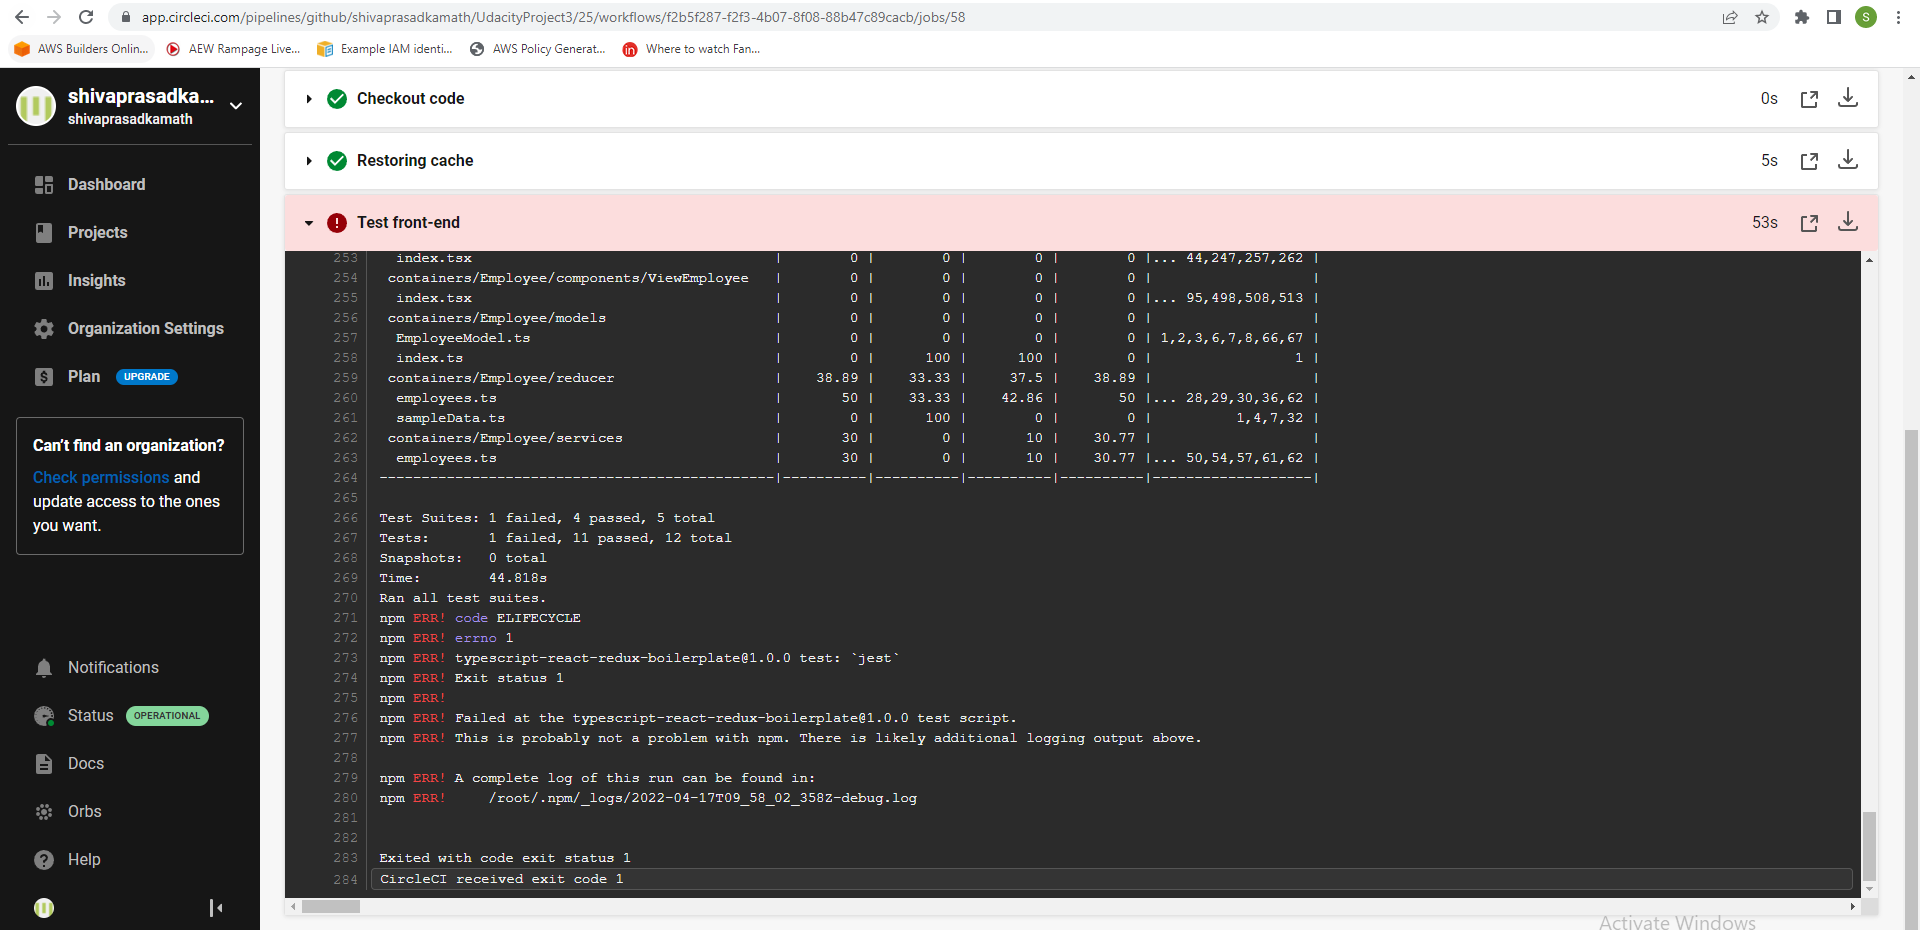 app.circleci.com/pipelines/github/shivaprasadkamath/UdacityProject3/25/workflows/f2b5f287-f2f3-4b07-8f08-88b47c89cacb/jobs/58
S
AWS Builders Onlin...
AEW Rampage Live...
Example IAM identi...
AWS Policy Generat...
in
Where to watch Fan...
shivaprasadka...
shivaprasadkamath
Dashboard
Projects
Insights
Organization Settings
Plan UPGRADE
Can't find an organization?
Check permissions and
update access to the ones
you want.
Notifications
Status OPERATIONAL
Docs
Orbs
Help
Checkout code 0s
Restoring cache 5s
Test front-end 53s
253 index.tsx | 0 | 0 | 0 | 0 |... 44,247,257,262 |
254 containers/Employee/components/ViewEmployee | 0 | 0 | 0 | 0 | |
255 index.tsx | 0 | 0 | 0 | 0 |... 95,498,508,513 |
256 containers/Employee/models | 0 | 0 | 0 | 0 | |
257 EmployeeModel.ts | 0 | 0 | 0 | 0 | 1,2,3,6,7,8,66,67 |
258 index.ts | 0 | 100 | 100 | 0 | 1 |
259 containers/Employee/reducer | 38.89 | 33.33 | 37.5 | 38.89 | |
260 employees.ts | 50 | 33.33 | 42.86 | 50 |... 28,29,30,36,62 |
261 sampleData.ts | 0 | 100 | 0 | 0 | 1,4,7,32 |
262 containers/Employee/services | 30 | 0 | 10 | 30.77 | |
263 employees.ts | 30 | 0 | 10 | 30.77 |... 50,54,57,61,62 |
264 -----------------------------------------------|----------|----------|----------|----------|-------------------|
265
266 Test Suites: 1 failed, 4 passed, 5 total
267 Tests: 1 failed, 11 passed, 12 total
268 Snapshots: 0 total
269 Time: 44.818s
270 Ran all test suites.
271 npm ERR! code ELIFECYCLE
272 npm ERR! errno 1
273 npm ERR! typescript-react-redux-boilerplate@1.0.0 test: `jest`
274 npm ERR! Exit status 1
275 npm ERR!
276 npm ERR! Failed at the typescript-react-redux-boilerplate@1.0.0 test script.
277 npm ERR! This is probably not a problem with npm. There is likely additional logging output above.
278
279 npm ERR! A complete log of this run can be found in:
280 npm ERR! /root/.npm/_logs/2022-04-17T09_58_02_358Z-debug.log
281
282
283 Exited with code exit status 1
284 CircleCI received exit code 1
Activate Windows